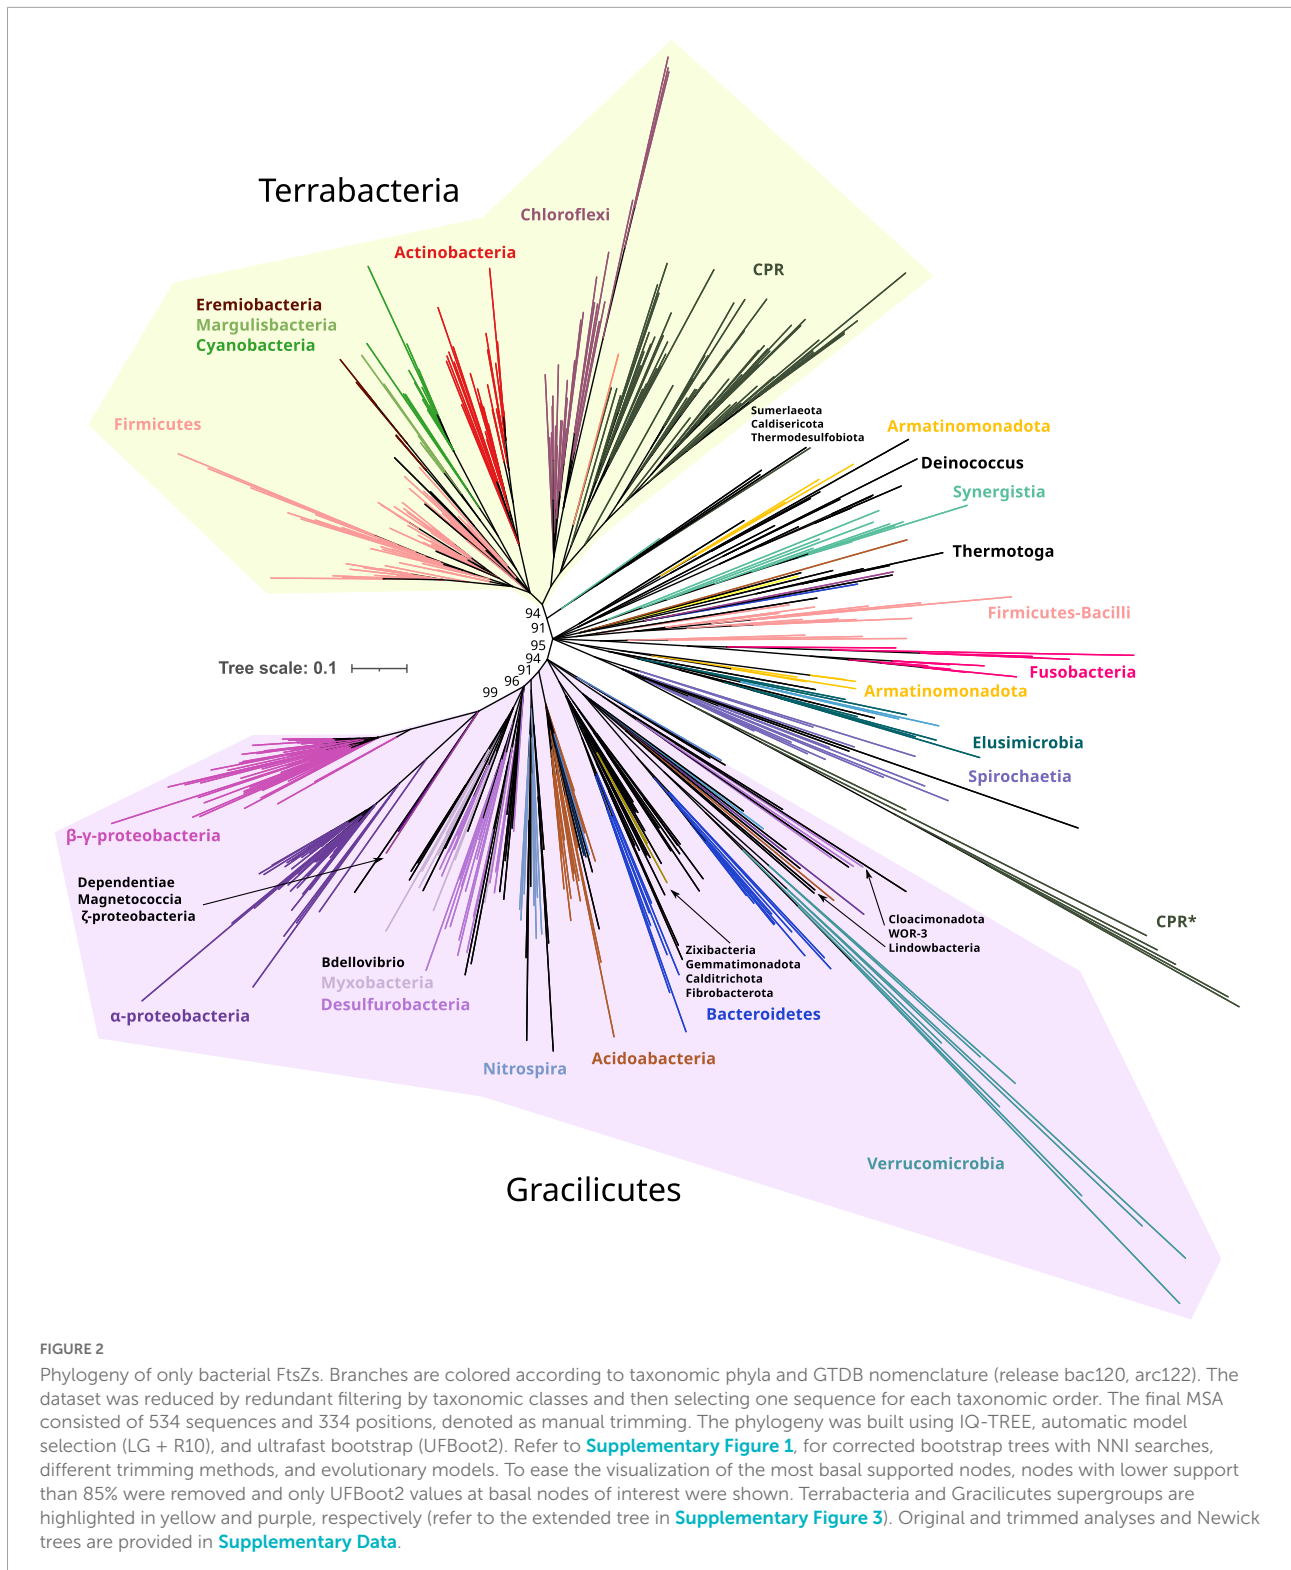 Terrabacteria
Chloroflexi
Actinobacteria
CPR
Eremiobacteria
Margulisbacteria
Cyanobacteria
Firmicutes
Sumerlaeota
Caldisericota
Thermodesulfobiota
Armatinomonadota
Deinococcus
Synergistia
Thermotoga
Firmicutes-Bacilli
94
91
95
94
91
96
99
Tree scale: 0.1
Fusobacteria
Armatinomonadota
Elusimicrobia
Spirochaetia
β-γ-proteobacteria
Dependentiae
Magnetococcia
ζ-proteobacteria
α-proteobacteria
Bdellovibrio
Myxobacteria
Desulfurobacteria
Nitrospira
Acidoabacteria
Zixibacteria
Gemmatimonadota
Calditrichota
Fibrobacterota
Bacteroidetes
Cloacimonadota
WOR-3
Lindowbacteria
CPR*
Verrucomicrobia
Gracilicutes
FIGURE 2
Phylogeny of only bacterial FtsZs. Branches are colored according to taxonomic phyla and GTDB nomenclature (release bac120, arc122). The
dataset was reduced by redundant filtering by taxonomic classes and then selecting one sequence for each taxonomic order. The final MSA
consisted of 534 sequences and 334 positions, denoted as manual trimming. The phylogeny was built using IQ-TREE, automatic model
selection (LG + R10), and ultrafast bootstrap (UFBoot2). Refer to Supplementary Figure 1, for corrected bootstrap trees with NNI searches,
different trimming methods, and evolutionary models. To ease the visualization of the most basal supported nodes, nodes with lower support
than 85% were removed and only UFBoot2 values at basal nodes of interest were shown. Terrabacteria and Gracilicutes supergroups are
highlighted in yellow and purple, respectively (refer to the extended tree in Supplementary Figure 3). Original and trimmed analyses and Newick
trees are provided in Supplementary Data.